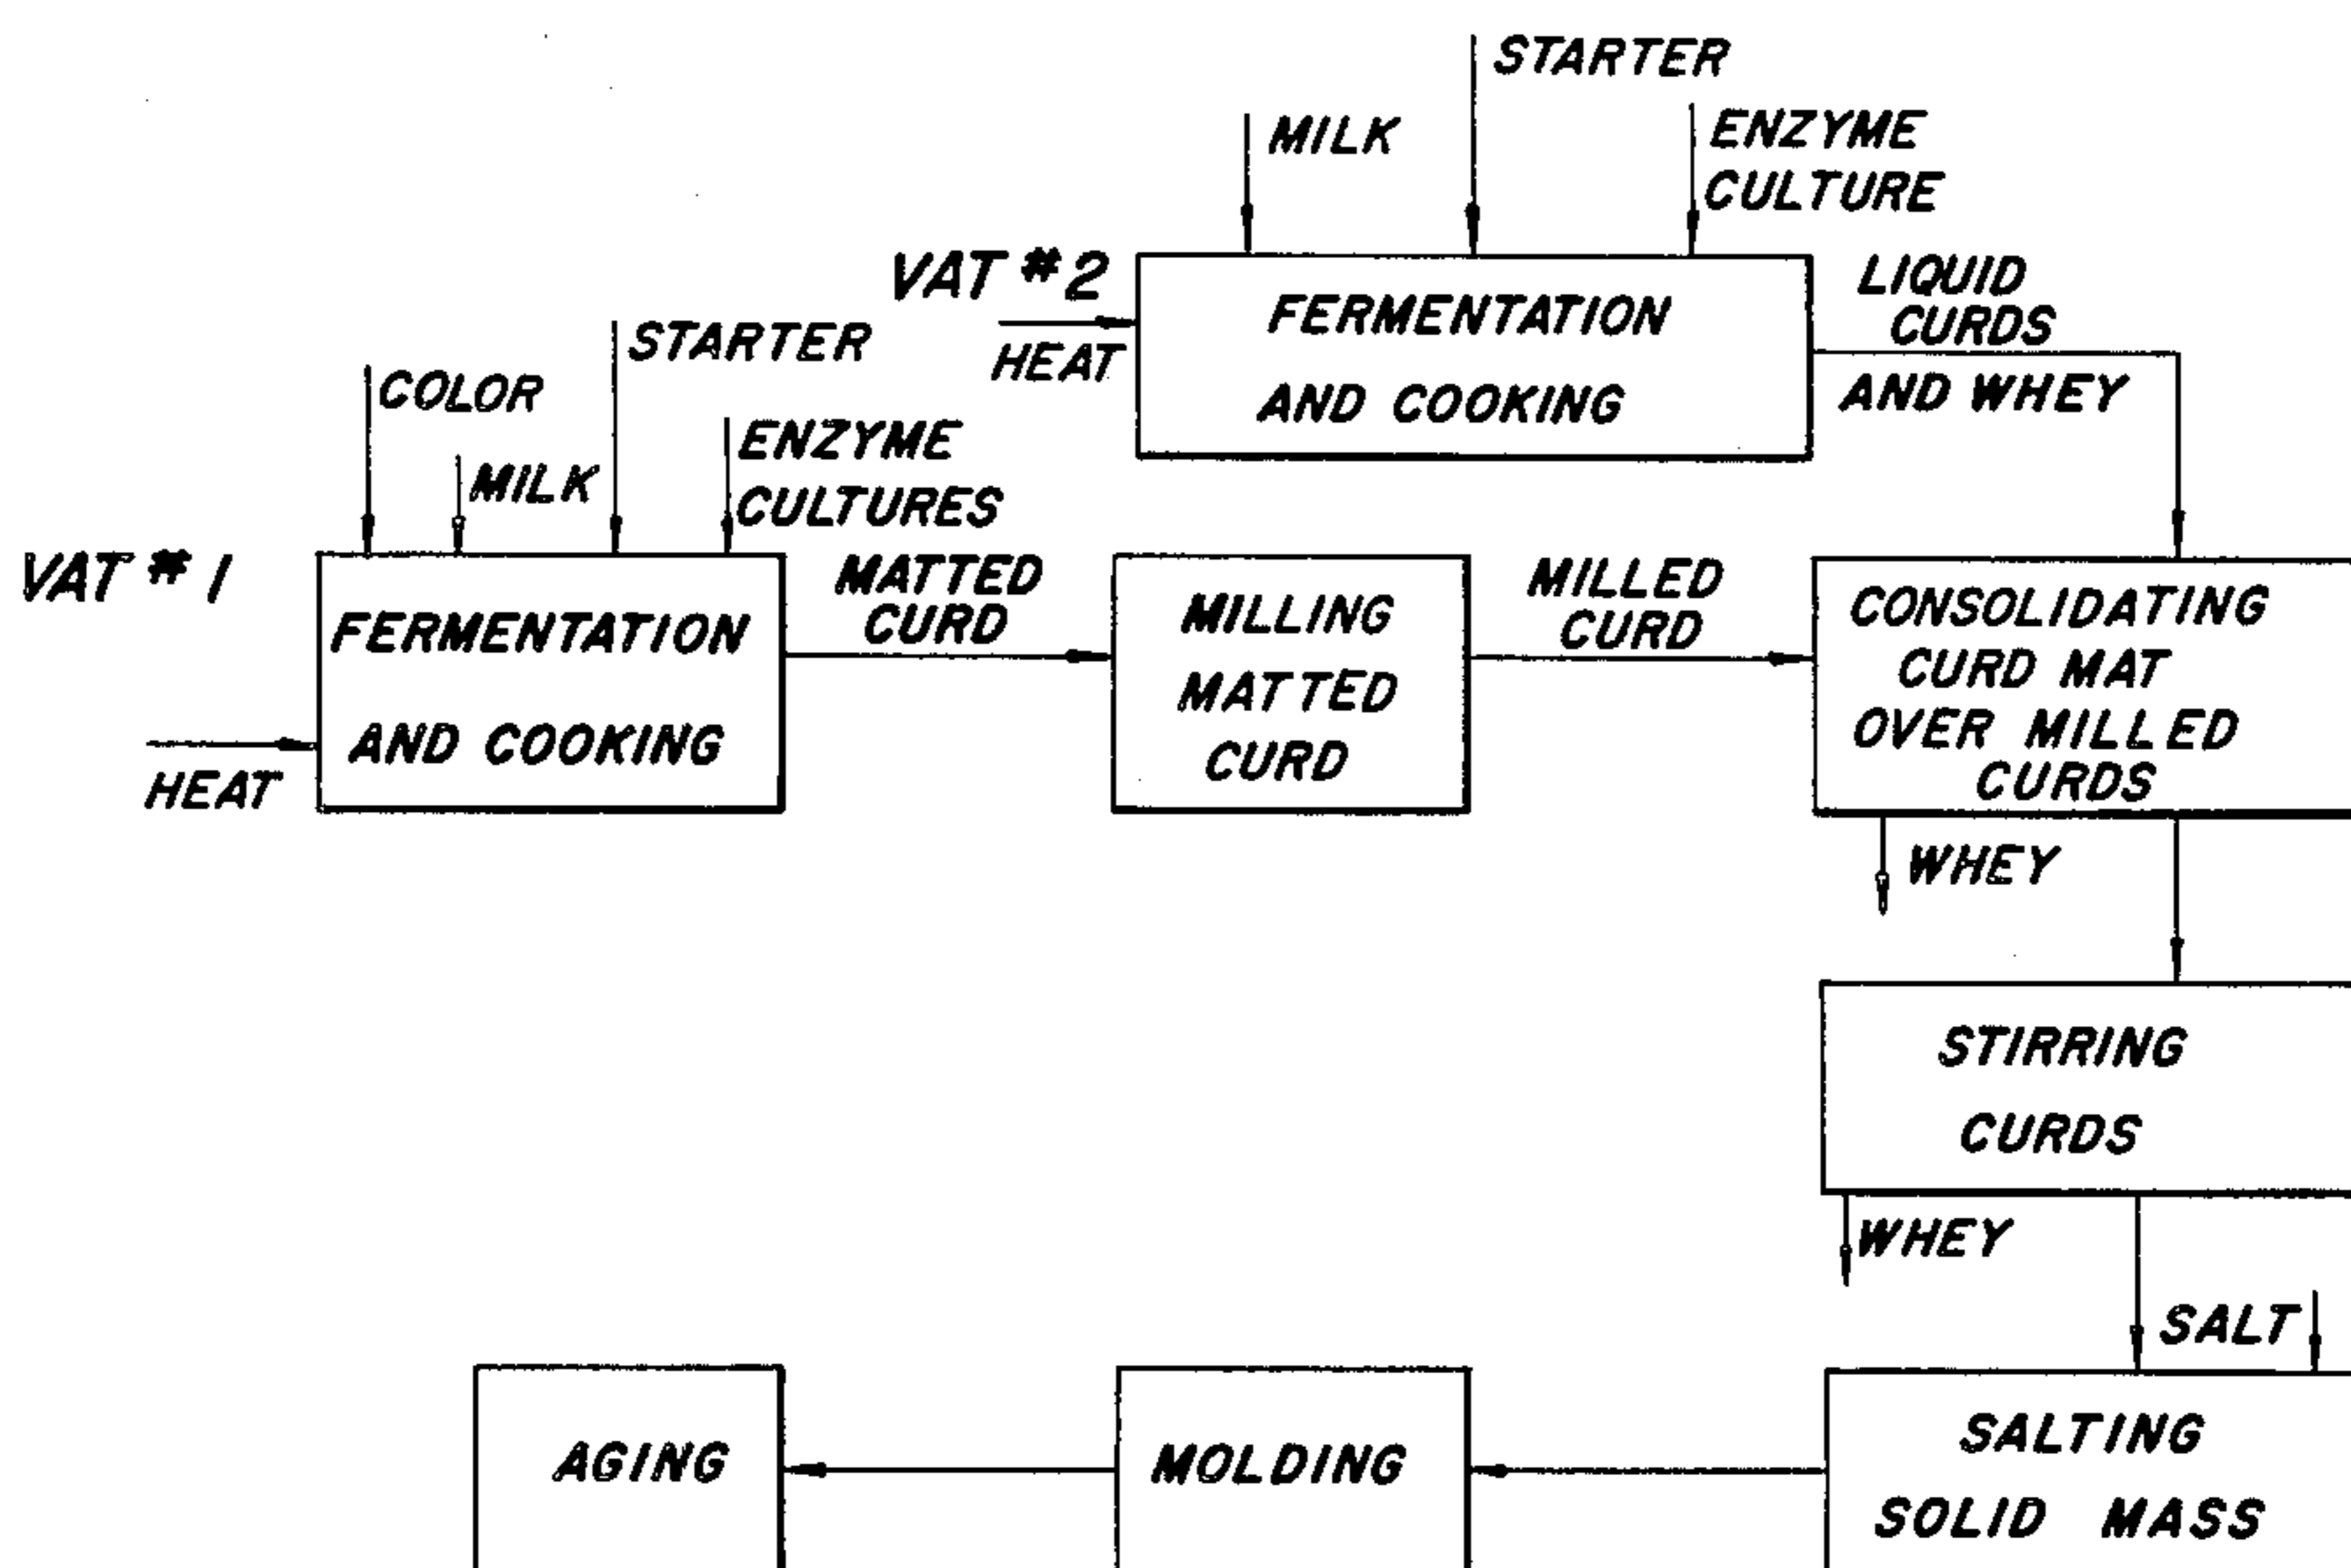 STARTER
MILK
ENZYME
CULTURE
VAT #2
HEAT
FERMENTATION
AND COOKING
LIQUID
CURDS
AND WHEY
STARTER
COLOR
MILK
ENZYME
CULTURES
VAT #1
HEAT
FERMENTATION
AND COOKING
MATTED
CURD
MILLING
MATTED
CURD
MILLED
CURD
CONSOLIDATING
CURD MAT
OVER MILLED
CURDS
WHEY
STIRRING
CURDS
WHEY
SALT
SALTING
SOLID MASS
MOLDING
AGING